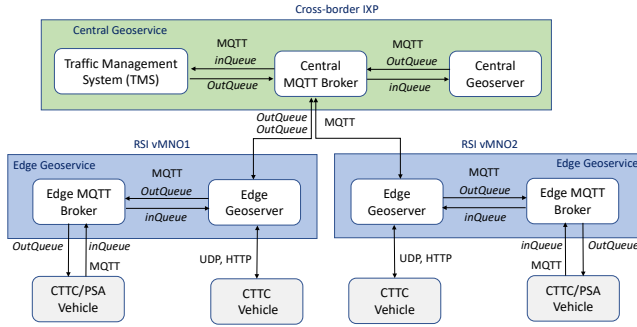 Cross-border IXP
Central Geoservice
Traffic Management
System (TMS)
MQTT
inQueue
OutQueue
Central
MQTT Broker
MQTT
OutQueue
inQueue
Central
Geoserver
OutQueue
OutQueue
MQTT
RSI vMNO1
Edge Geoservice
Edge MQTT
Broker
MQTT
OutQueue
inQueue
Edge
Geoserver
OutQueue
inQueue
MQTT
UDP, HTTP
CTTC/PSA
Vehicle
CTTC
Vehicle
RSI vMNO2
Edge Geoservice
Edge
Geoserver
MQTT
OutQueue
inQueue
Edge MQTT
Broker
UDP, HTTP
inQueue
MQTT
OutQueue
CTTC
Vehicle
CTTC/PSA
Vehicle